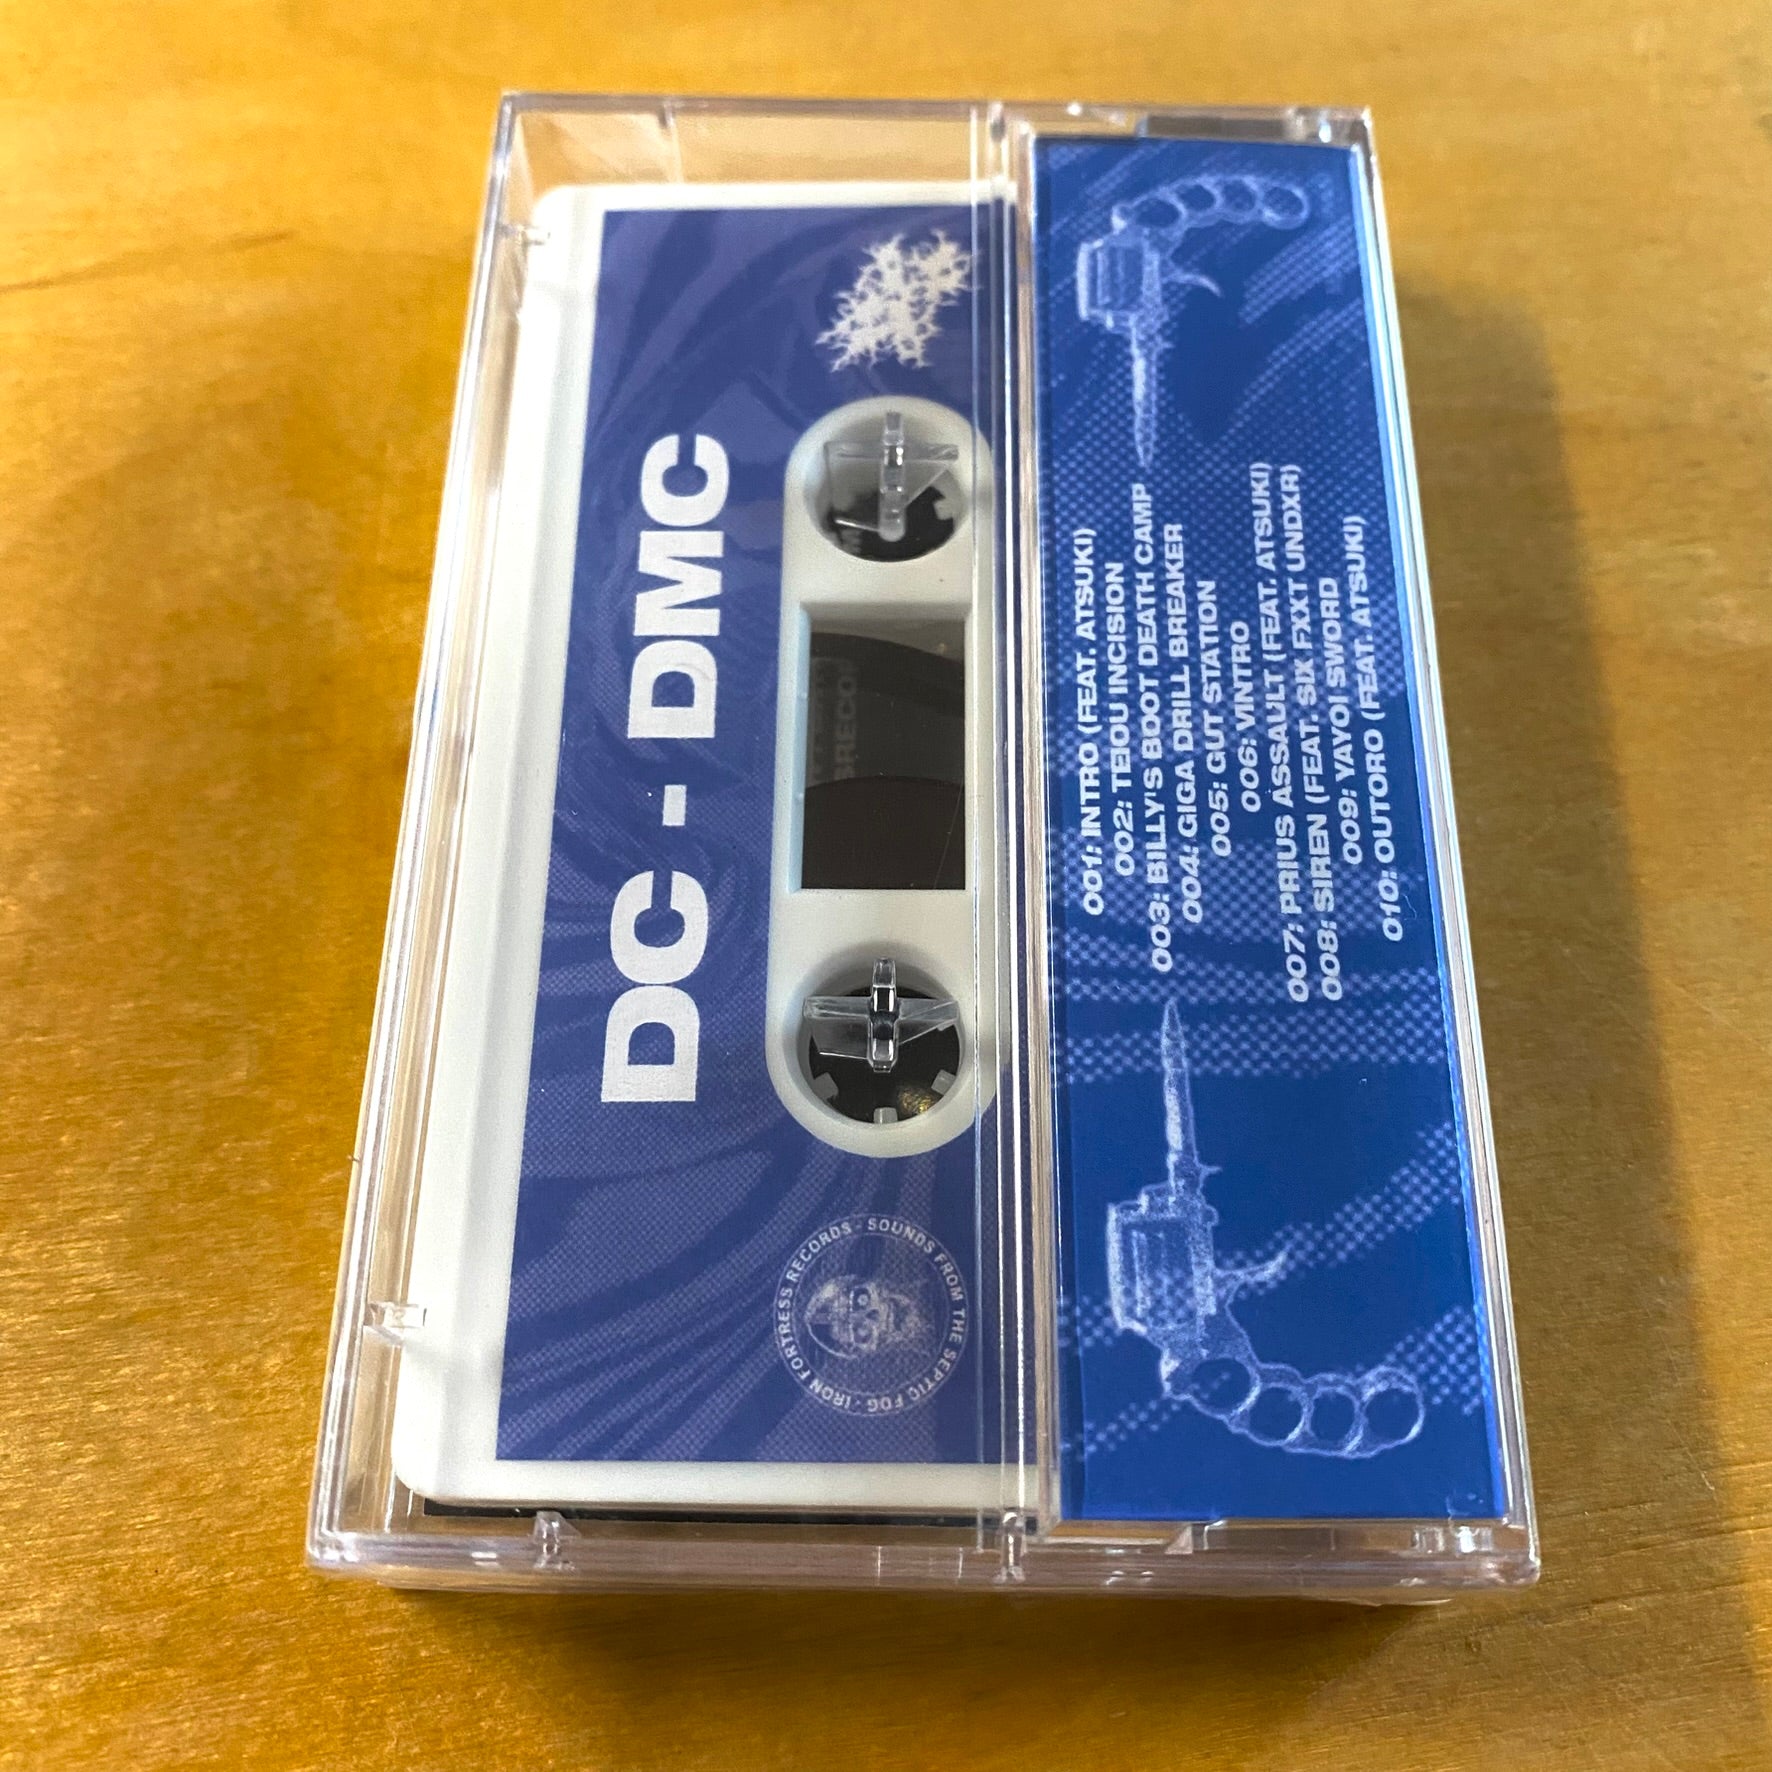 DC - DMC
IRON FORTRESS RECORDS - SOUNDS FROM THE SEPTIC FOG -
001: INTRO (FEAT. ATSUKI)
002: TEBU INCISION
003: BILLY'S BOOT DEATH CAMP
004: GIGA DRILL BREAKER
005: GUT STATION
006: VINTRO
007: PRIUS ASSAULT (FEAT. ATSUKI)
008: SIREN (FEAT. SIX FXXT UNDXR)
009: YAYOI SWORD
010: OUTORO (FEAT. ATSUKI)